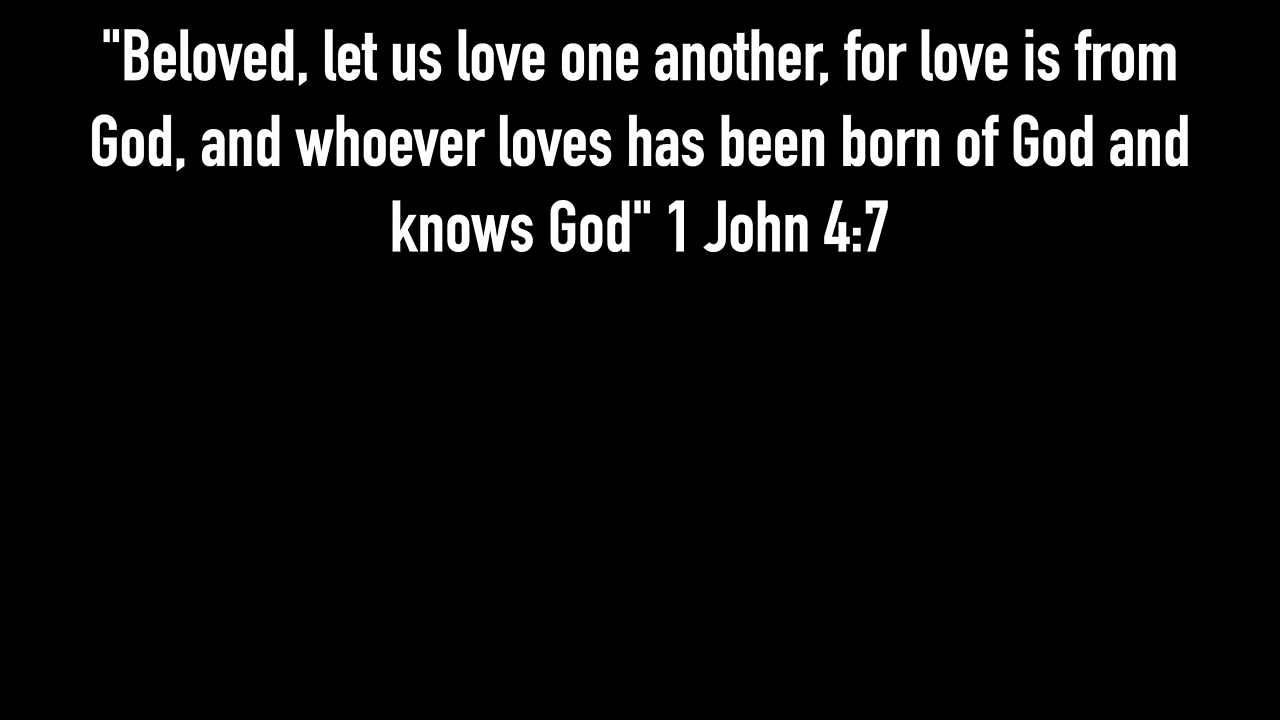 "Beloved, let us love one another, for love is from
God, and whoever loves has been born of God and
knows God" 1 John 4:7